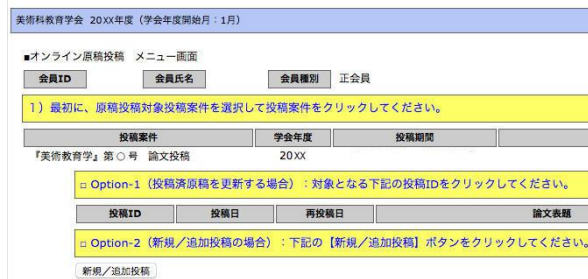 美術科教育学会 20XX年度（学会年度開始月：1月）
■オンライン原稿投稿 メニュー画面
会員ID 会員氏名 会員種別 正会員
1）最初に、原稿投稿対象投稿案件を選択して投稿案件をクリックしてください。
投稿案件 学会年度 投稿期間
『美術教育学』第○号 論文投稿 20XX
□ Option-1（投稿済原稿を更新する場合）：対象となる下記の投稿IDをクリックしてください。
投稿ID 投稿日 再投稿日 論文表題
□ Option-2（新規／追加投稿の場合）：下記の【新規／追加投稿】ボタンをクリックしてください。
新規／追加投稿